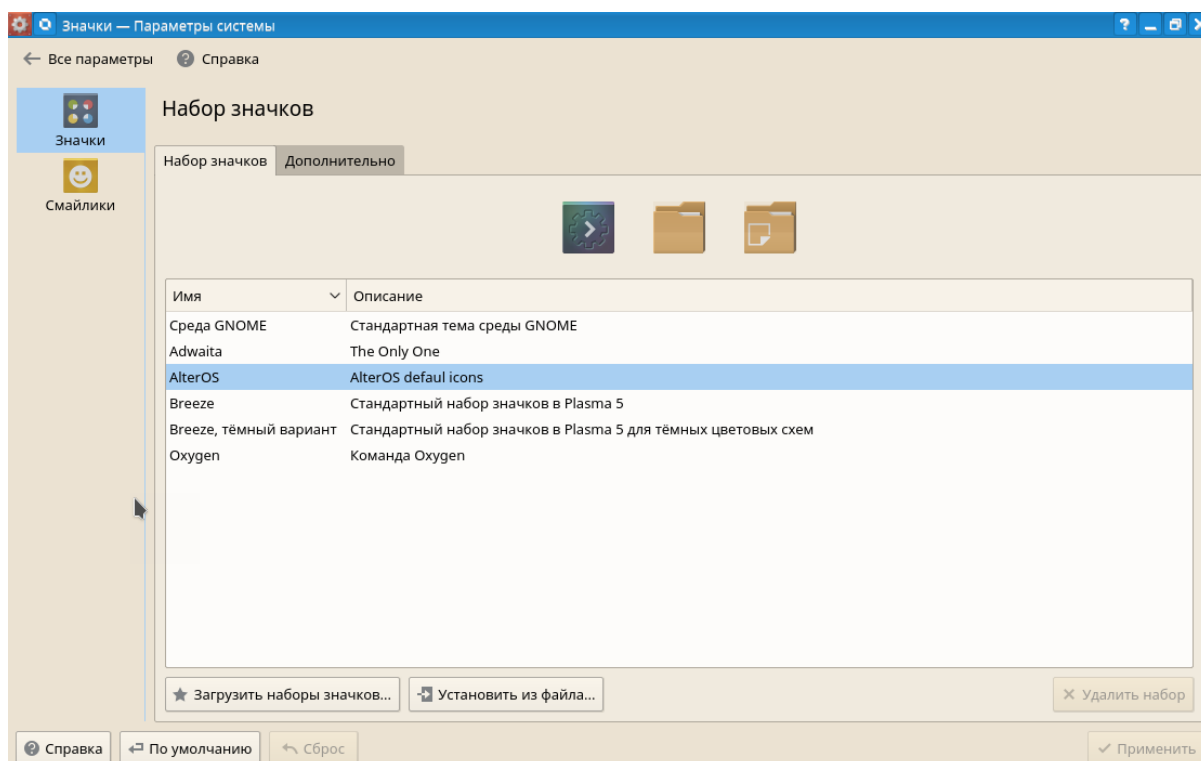 Значки — Параметры системы
Все параметры Справка
Значки
Смайлики
Набор значков
Набор значков Дополнительно
Имя Описание
Среда GNOME Стандартная тема среды GNOME
Adwaita The Only One
AlterOS AlterOS defaul icons
Breeze Стандартный набор значков в Plasma 5
Breeze, тёмный вариант Стандартный набор значков в Plasma 5 для тёмных цветовых схем
Oxygen Команда Oxygen
Загрузить наборы значков... Установить из файла... Удалить набор
Справка По умолчанию Сброс Применить